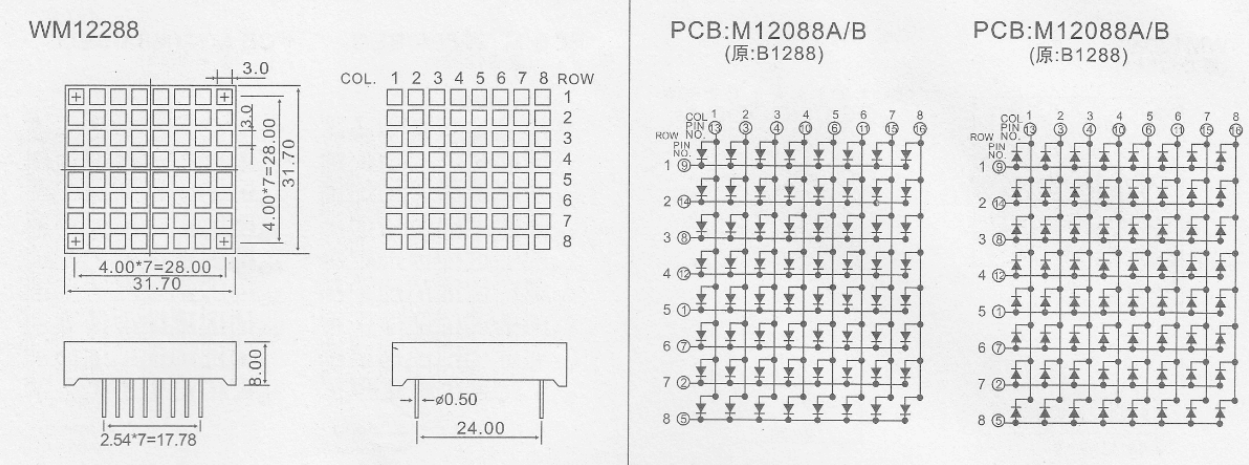 WM12288
3.0
3.0
4.00*7=28.00
31.70
4.00*7=28.00
31.70
COL. 1 2 3 4 5 6 7 8 ROW
1
2
3
4
5
6
7
8
8.00
2.54*7=17.78
ø0.50
24.00
PCB:M12088A/B
(原:B1288)
COL 1 2 3 4 5 6 7 8
PIN NO. 13 3 4 10 6 11 15 16
ROW PIN NO.
1 9
2 14
3 8
4 12
5 1
6 7
7 2
8 5
PCB:M12088A/B
(原:B1288)
COL 1 2 3 4 5 6 7 8
PIN NO. 13 3 4 10 6 11 15 16
ROW PIN NO.
1 9
2 14
3 8
4 12
5 1
6 7
7 2
8 5